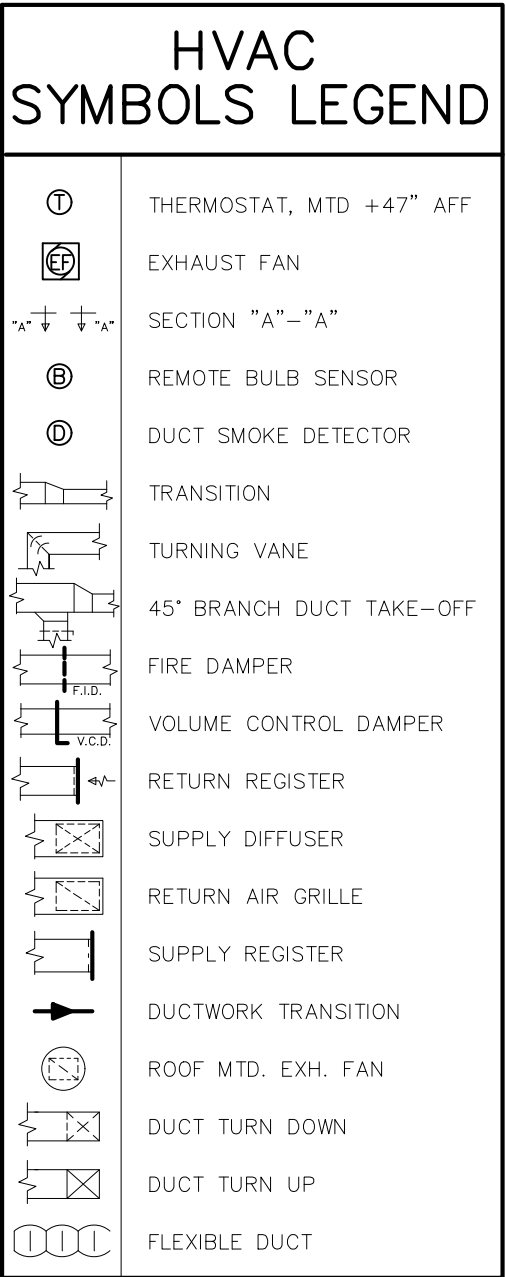 HVAC
SYMBOLS LEGEND
T THERMOSTAT, MTD +47" AFF
EF EXHAUST FAN
"A" "A" SECTION "A"-"A"
B REMOTE BULB SENSOR
D DUCT SMOKE DETECTOR
TRANSITION
TURNING VANE
45° BRANCH DUCT TAKE-OFF
F.I.D. FIRE DAMPER
V.C.D. VOLUME CONTROL DAMPER
RETURN REGISTER
SUPPLY DIFFUSER
RETURN AIR GRILLE
SUPPLY REGISTER
DUCTWORK TRANSITION
ROOF MTD. EXH. FAN
DUCT TURN DOWN
DUCT TURN UP
FLEXIBLE DUCT